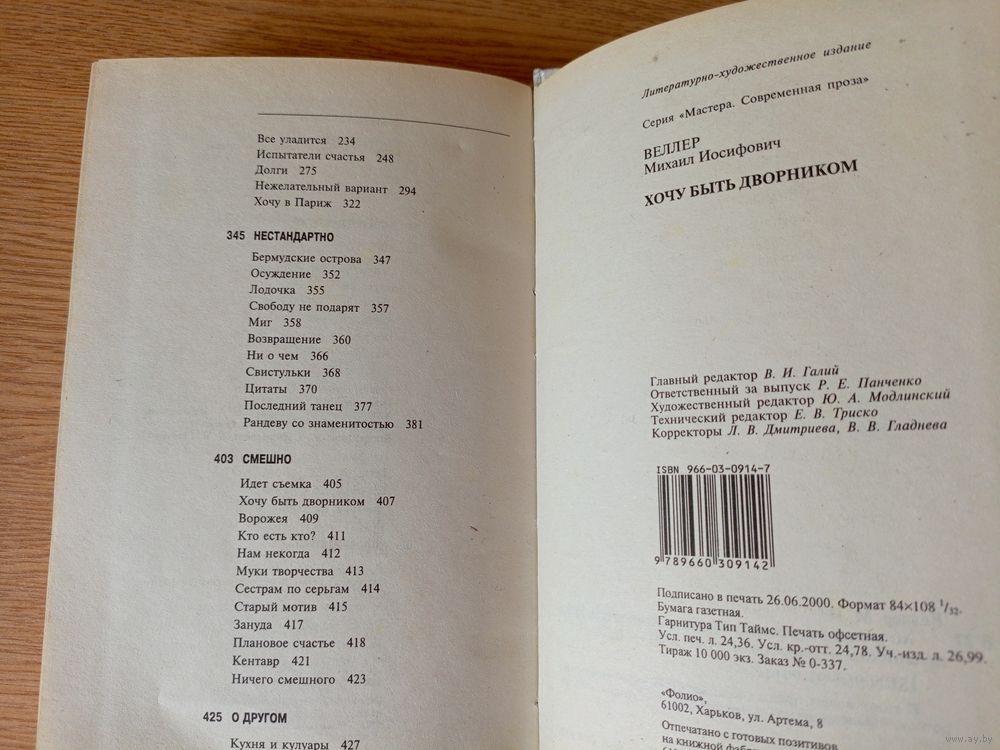 Все уладится 234
Испытатели счастья 248
Долги 275
Нежелательный вариант 294
Хочу в Париж 322
345 НЕСТАНДАРТНО
Бермудские острова 347
Осуждение 352
Лодочка 355
Свободу не подарят 357
Миг 358
Возвращение 360
Ни о чем 366
Свистульки 368
Цитаты 370
Последний танец 377
Рандеву со знаменитостью 381
403 СМЕШНО
Идет съемка 405
Хочу быть дворником 407
Ворожея 409
Кто есть кто? 411
Нам некогда 412
Муки творчества 413
Сестрам по серьгам 414
Старый мотив 415
Зануда 417
Плановое счастье 418
Кентавр 421
Ничего смешного 423
425 О ДРУГОМ
Кухня и кулуары 427
Литературно-художественное издание
Серия «Мастера. Современная проза»
ВЕЛЛЕР
Михаил Иосифович
ХОЧУ БЫТЬ ДВОРНИКОМ
Главный редактор В. И. Галий
Ответственный за выпуск Р. Е. Панченко
Художественный редактор Ю. А. Модлинский
Технический редактор Е. В. Триско
Корректоры Л. В. Дмитриева, В. В. Гладнева
ISBN 966-03-0914-7
9 789660 309142
Подписано в печать 26.06.2000. Формат 84×108 1/32.
Бумага газетная.
Гарнитура Тип Таймс. Печать офсетная.
Усл. печ. л. 24,36. Усл. кр.-отт. 24,78. Уч.-изд. л. 26,99.
Тираж 10 000 экз. Заказ № 0-337.
«Фолио»,
61002, Харьков, ул. Артема, 8
Отпечатано с готовых позитивов
на книжной
www.ay.by